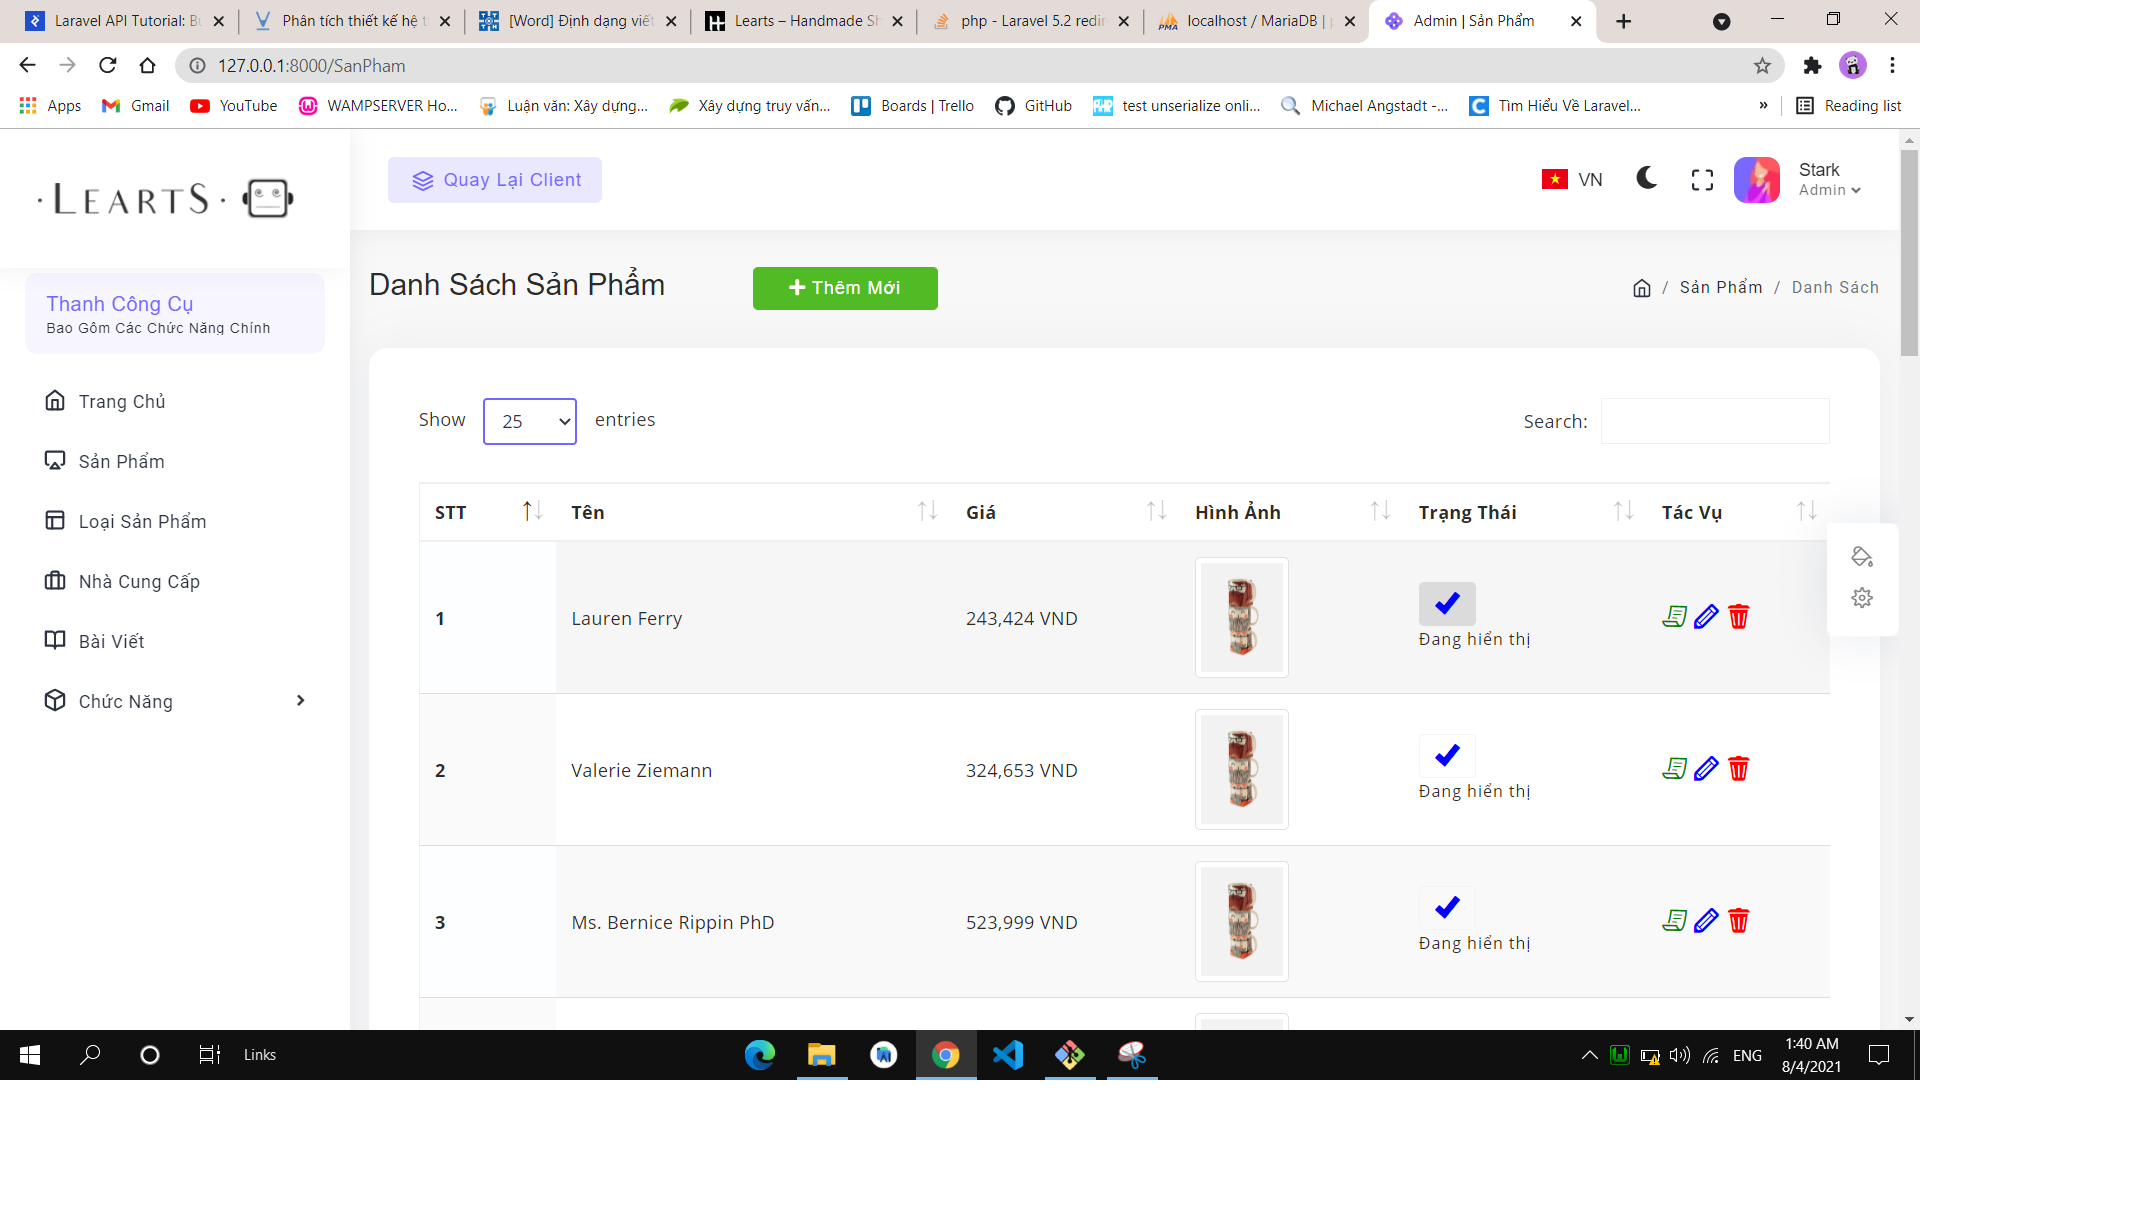 Laravel API Tutorial: Bu
Phân tích thiết kế hệ t
[Word] Định dạng viết
Learts – Handmade Sh
php - Laravel 5.2 redir
localhost / MariaDB | p
Admin | Sản Phẩm
127.0.0.1:8000/SanPham
Apps
Gmail
YouTube
WAMPSERVER Ho...
Luận văn: Xây dựng...
Xây dựng truy vấn...
Boards | Trello
GitHub
test unserialize onli...
Michael Angstadt -...
Tìm Hiểu Về Laravel...
»
Reading list
· LEARTS ·
Quay Lại Client
VN
Stark
Admin
Thanh Công Cụ
Bao Gồm Các Chức Năng Chính
Trang Chủ
Sản Phẩm
Loại Sản Phẩm
Nhà Cung Cấp
Bài Viết
Chức Năng
Danh Sách Sản Phẩm
Thêm Mới
/ Sản Phẩm / Danh Sách
Show 25 entries
Search:
STT Tên Giá Hình Ảnh Trạng Thái Tác Vụ
1 Lauren Ferry 243,424 VND Đang hiển thị
2 Valerie Ziemann 324,653 VND Đang hiển thị
3 Ms. Bernice Rippin PhD 523,999 VND Đang hiển thị
Links
ENG
1:40 AM
8/4/2021